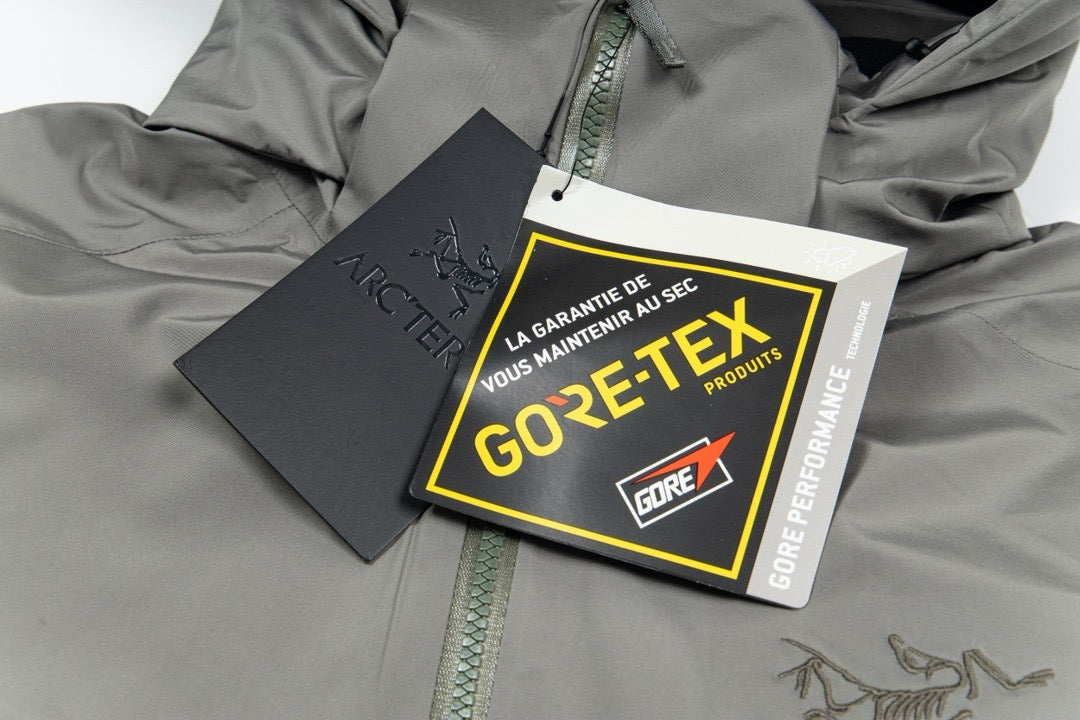 ARC'TER
LA GARANTIE DE
VOUS MAINTENIR AU SEC
GORE-TEX
PRODUITS
GORE
GORE PERFORMANCE
TECHNOLOGIE